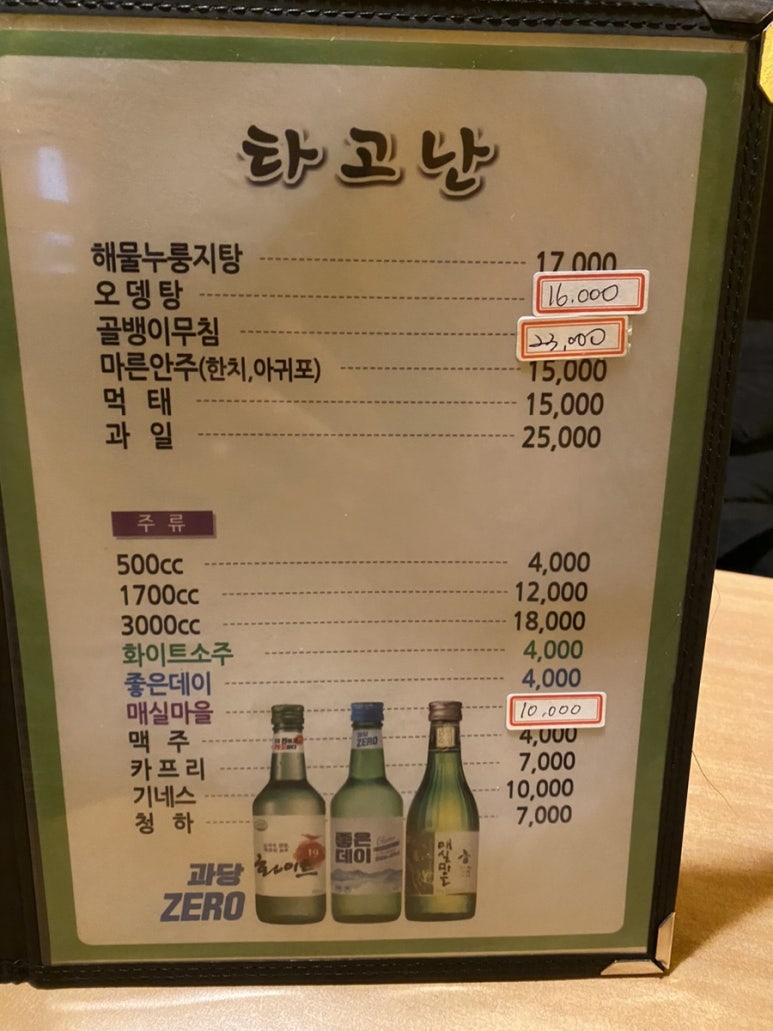 타고난
해물누룽지탕 17,000
오뎅탕 16.000
골뱅이무침 23,000
마른안주(한치,아귀포) 15,000
먹 태 15,000
과 일 25,000
주 류
500cc 4,000
1700cc 12,000
3000cc 18,000
화이트소주 4,000
좋은데이 4,000
매실마을 10,000
맥 주 4,000
카프리 7,000
기네스 10,000
청 하 7,000
ZERO
화이트
19
좋은
데이
매실마을
과당
ZERO